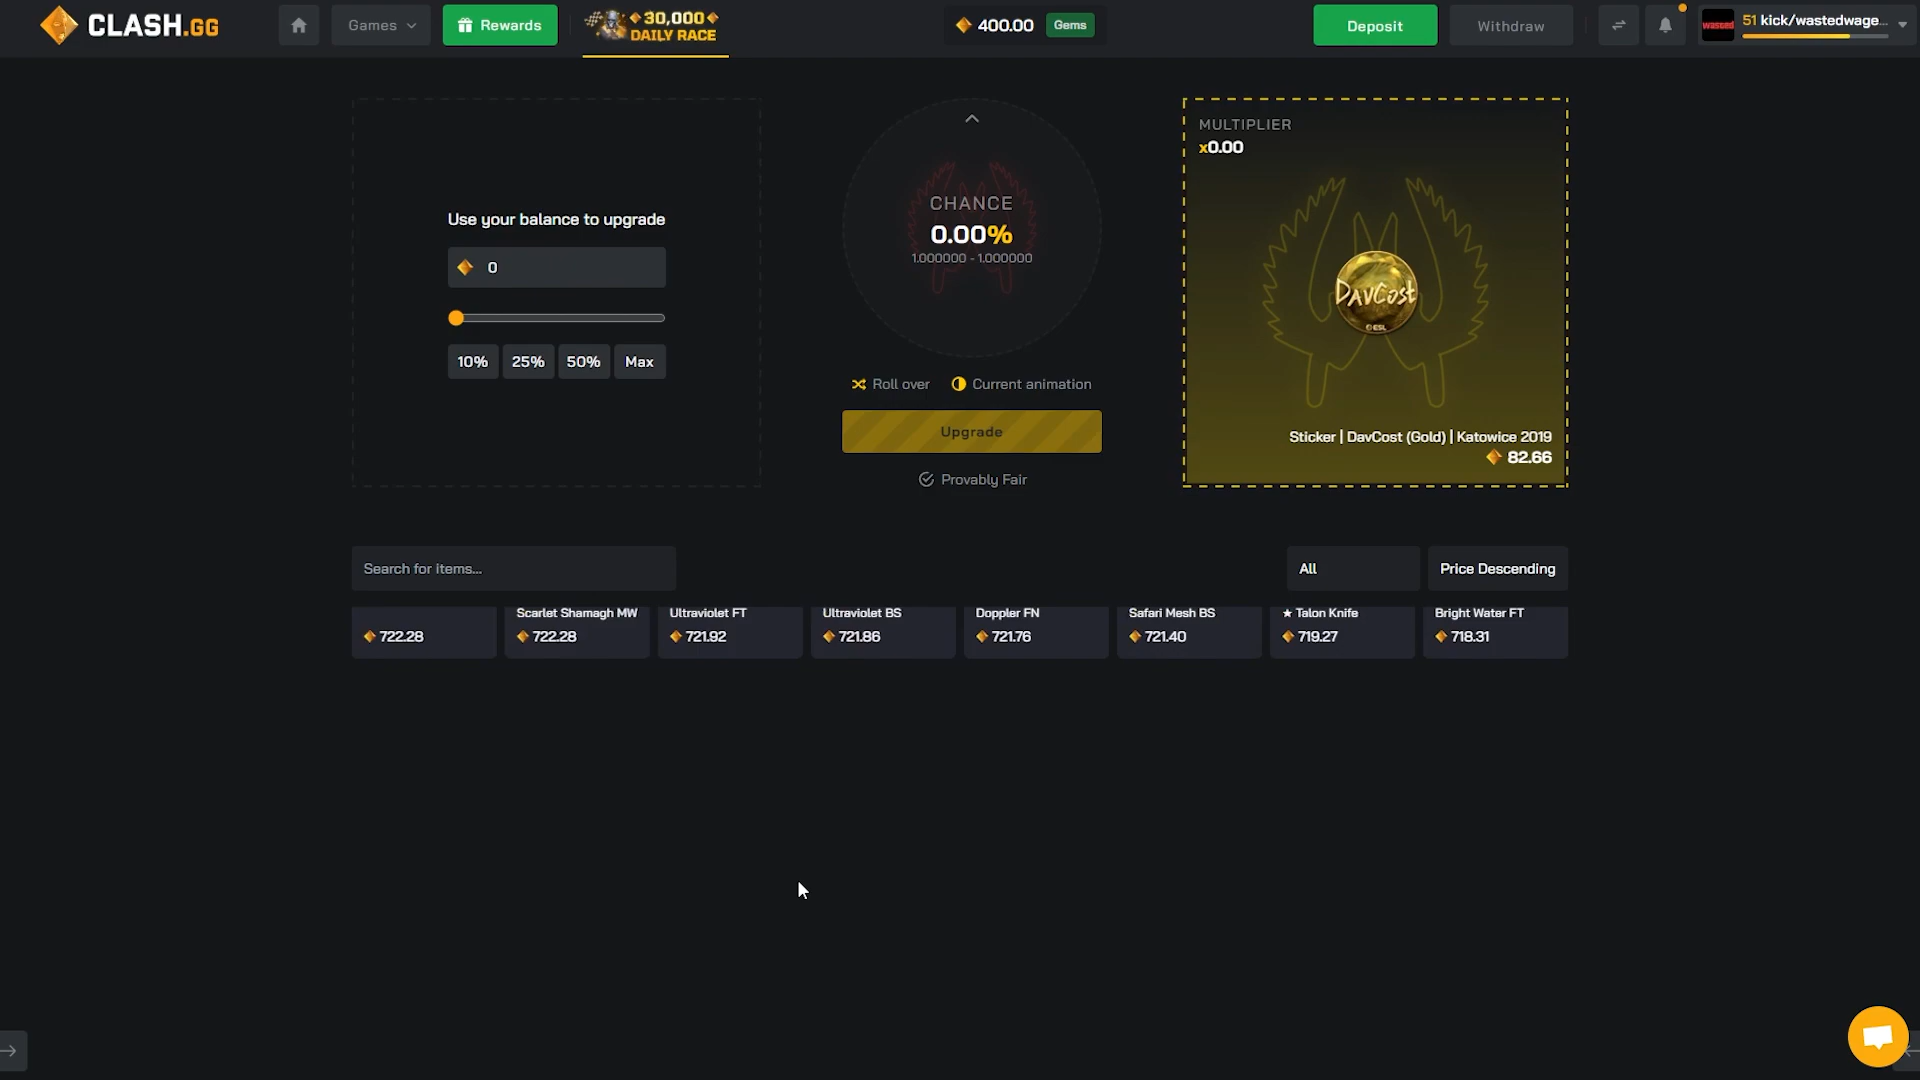 CLASH.GG
Games
Rewards
30,000
DAILY RACE
400.00
Gems
Deposit
Withdraw
wasted
51 kick/wastedwage...
Use your balance to upgrade
0
10%
25%
50%
Max
CHANCE
0.00%
1.000000 - 1.000000
Roll over
Current animation
Upgrade
Provably Fair
MULTIPLIER
x0.00
DAVCost
ESL
Sticker | DavCost (Gold) | Katowice 2019
82.66
Search for items...
All
Price Descending
722.28
Scarlet Shamagh MW
722.28
Ultraviolet FT
721.92
Ultraviolet BS
721.86
Doppler FN
721.76
Safari Mesh BS
721.40
★ Talon Knife
719.27
Bright Water FT
718.31